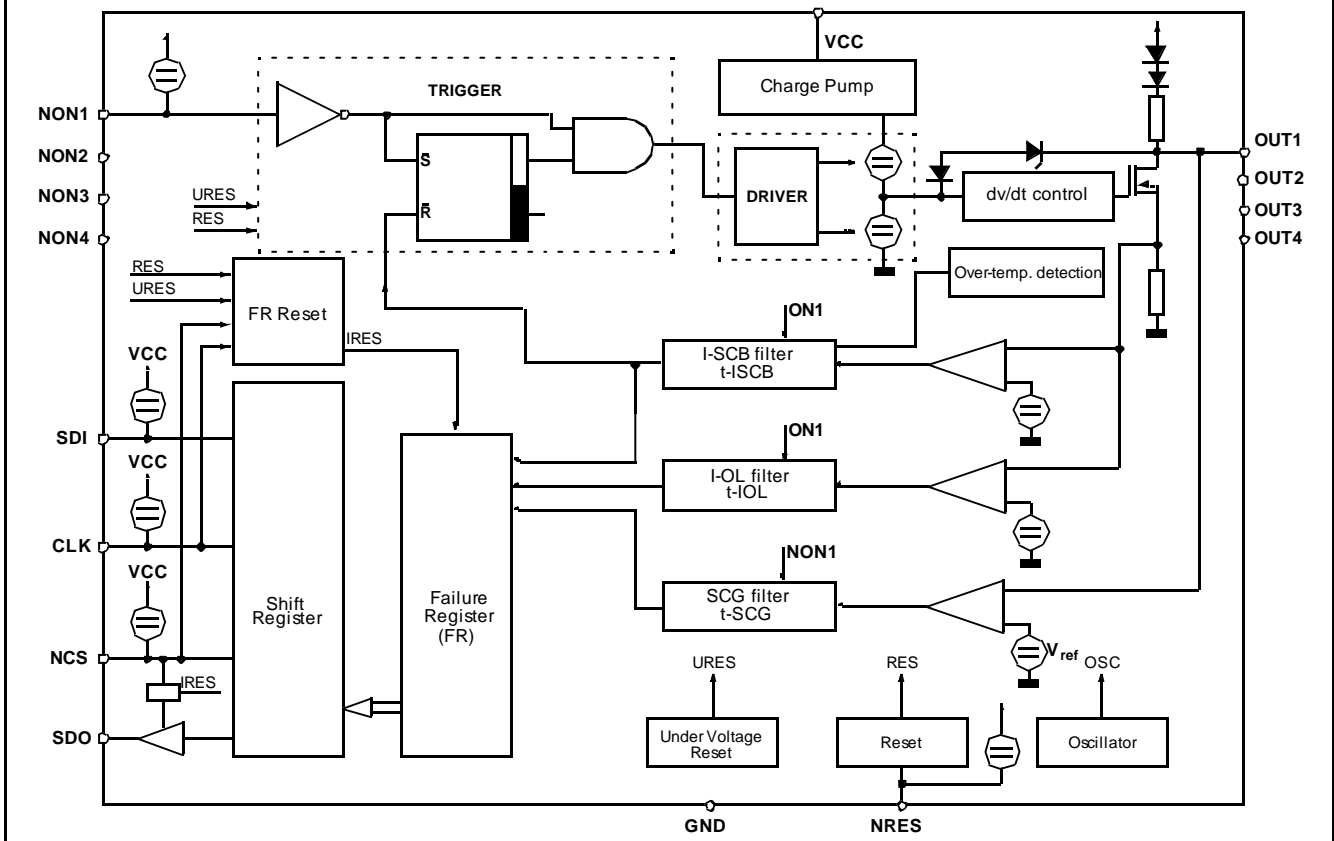 VCC
Charge Pump
TRIGGER
NON1
NON2
NON3
NON4
URES
RES
S̅
R̅
DRIVER
dv/dt control
OUT1
OUT2
OUT3
OUT4
Over-temp. detection
RES
URES
FR Reset
IRES
ON1
I-SCB filter
t-ISCB
VCC
SDI
VCC
CLK
VCC
NCS
IRES
SDO
Shift
Register
Failure
Register
(FR)
ON1
I-OL filter
t-IOL
NON1
SCG filter
t-SCG
Vref
URES
RES
OSC
Under Voltage
Reset
Reset
Oscillator
GND
NRES